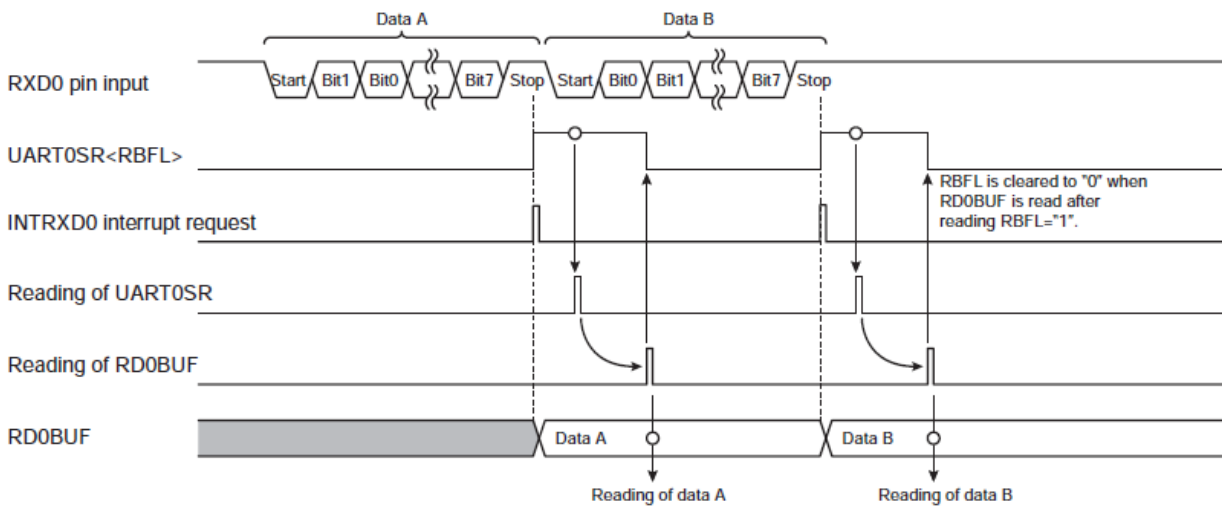 Data A
Data B
RXD0 pin input
Start Bit1 Bit0 Bit7 Stop Start Bit0 Bit1 Bit7 Stop
UART0SR<RBFL>
RBFL is cleared to "0" when
RD0BUF is read after
reading RBFL="1".
INTRXD0 interrupt request
Reading of UART0SR
Reading of RD0BUF
RD0BUF
Data A
Data B
Reading of data A
Reading of data B